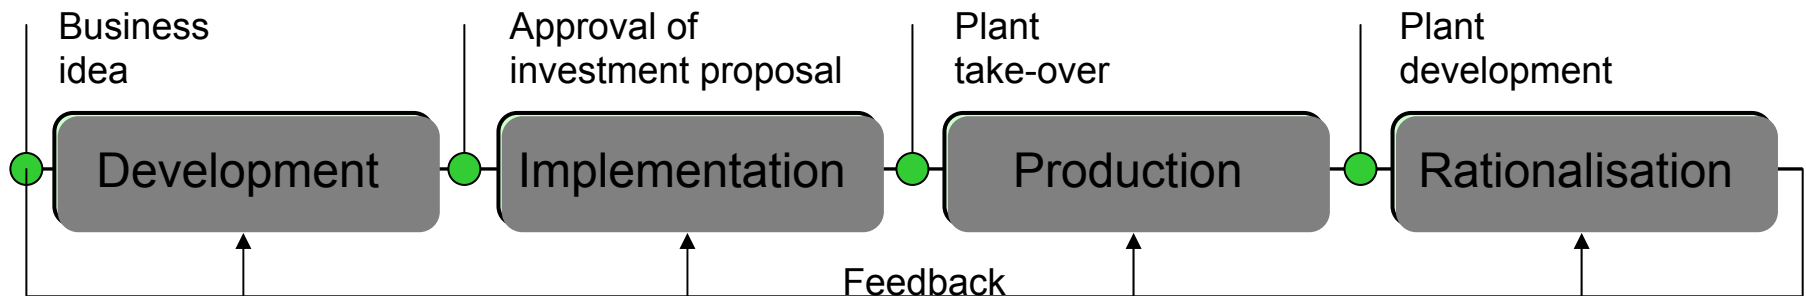 Business
idea
Approval of
investment proposal
Plant
take-over
Plant
development
Development
Implementation
Production
Rationalisation
Feedback